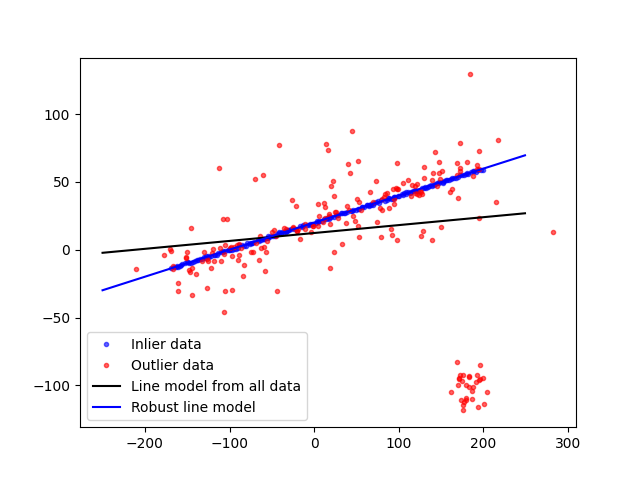 100
50
0
−50
−100
Inlier data
Outlier data
Line model from all data
Robust line model
−200 −100 0 100 200 300